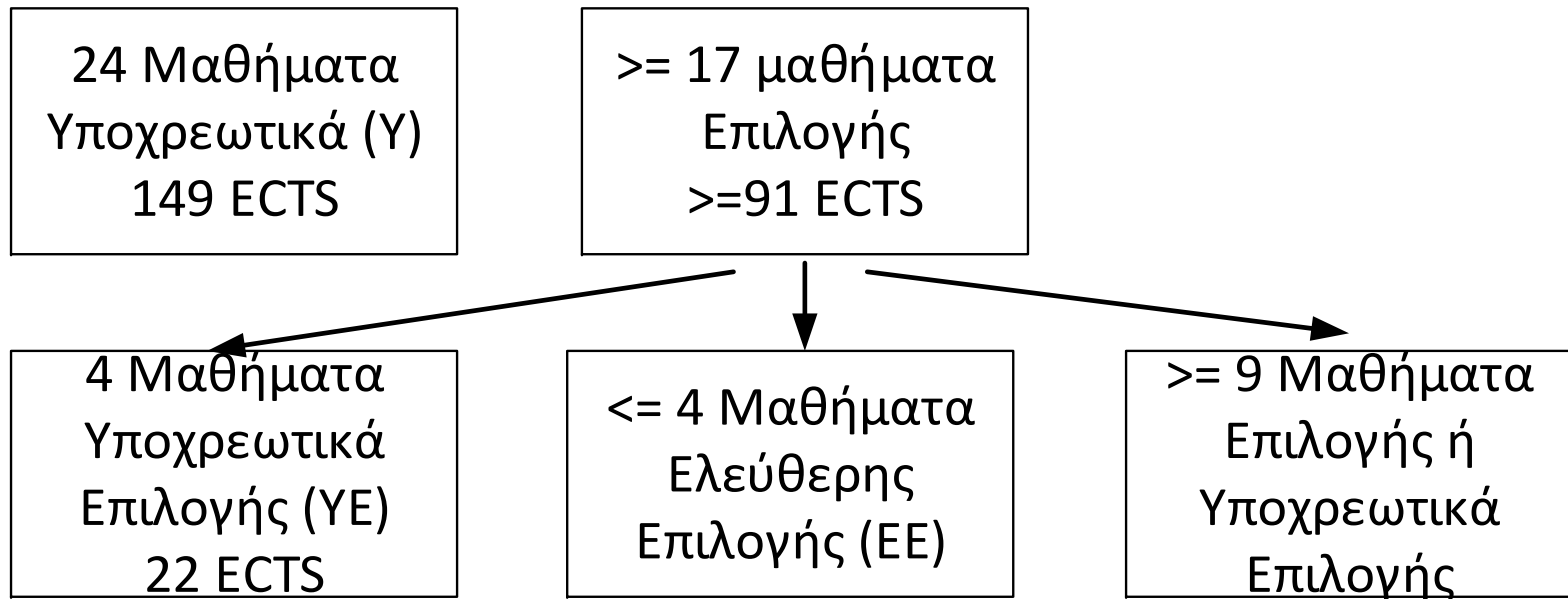 24 Μαθήματα
Υποχρεωτικά (Υ)
149 ECTS
>= 17 μαθήματα
Επιλογής
>=91 ECTS
4 Μαθήματα
Υποχρεωτικά
Επιλογής (ΥΕ)
22 ECTS
<= 4 Μαθήματα
Ελεύθερης
Επιλογής (ΕΕ)
>= 9 Μαθήματα
Επιλογής ή
Υποχρεωτικά
Επιλογής